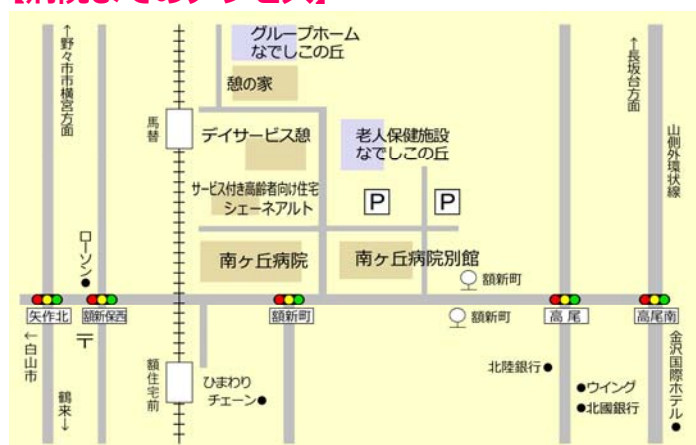 【病院までのアクセス】
↑野々市市横宮方面
グループホーム
なでしこの丘
憩の家
↑長坂台方面
山側外環状線
馬替
デイサービス憩
老人保健施設
なでしこの丘
サービス付き高齢者向け住宅
シェーネアルト
P
P
ローソン
南ヶ丘病院
南ヶ丘病院別館
額新町
矢作北
額新保西
額新町
額新町
高尾
高尾南
←白山市
〒
鶴来↓
額住宅前
ひまわり
チェーン
北陸銀行
ウイング
北國銀行
金沢国際ホテル